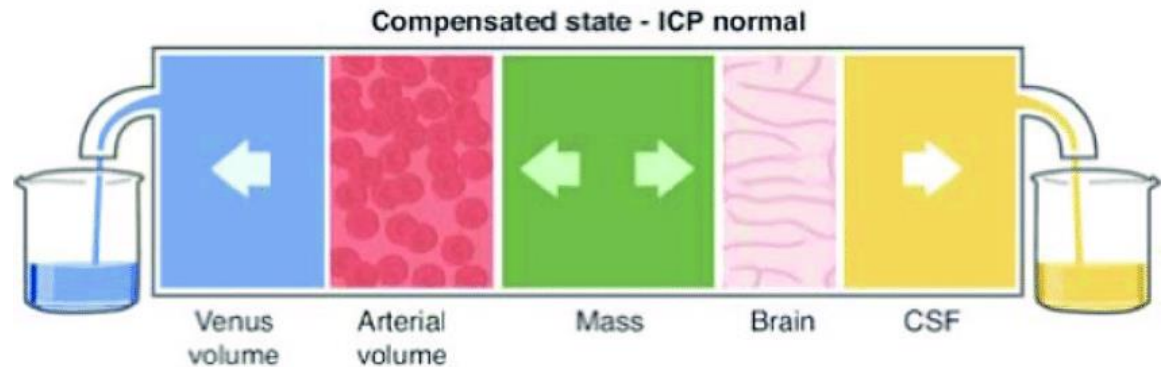 Compensated state - ICP normal
Venus
volume
Arterial
volume
Mass
Brain
CSF